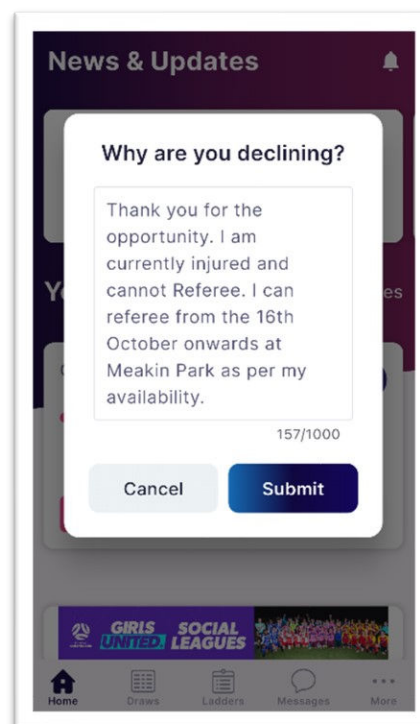 News & Updates
Why are you declining?
Thank you for the
opportunity. I am
currently injured and
cannot Referee. I can
referee from the 16th
October onwards at
Meakin Park as per my
availability.
157/1000
Cancel Submit
GIRLS SOCIAL
UNITED. LEAGUES
Home Draws Ladders Messages More